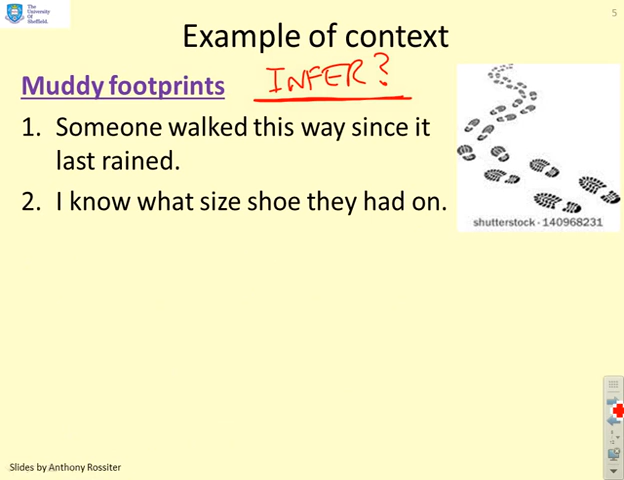 The
University
Of
Sheffield.
5
Example of context
Muddy footprints INFER?
1. Someone walked this way since it
last rained.
2. I know what size shoe they had on.
shutterstock · 140968231
Slides by Anthony Rossiter